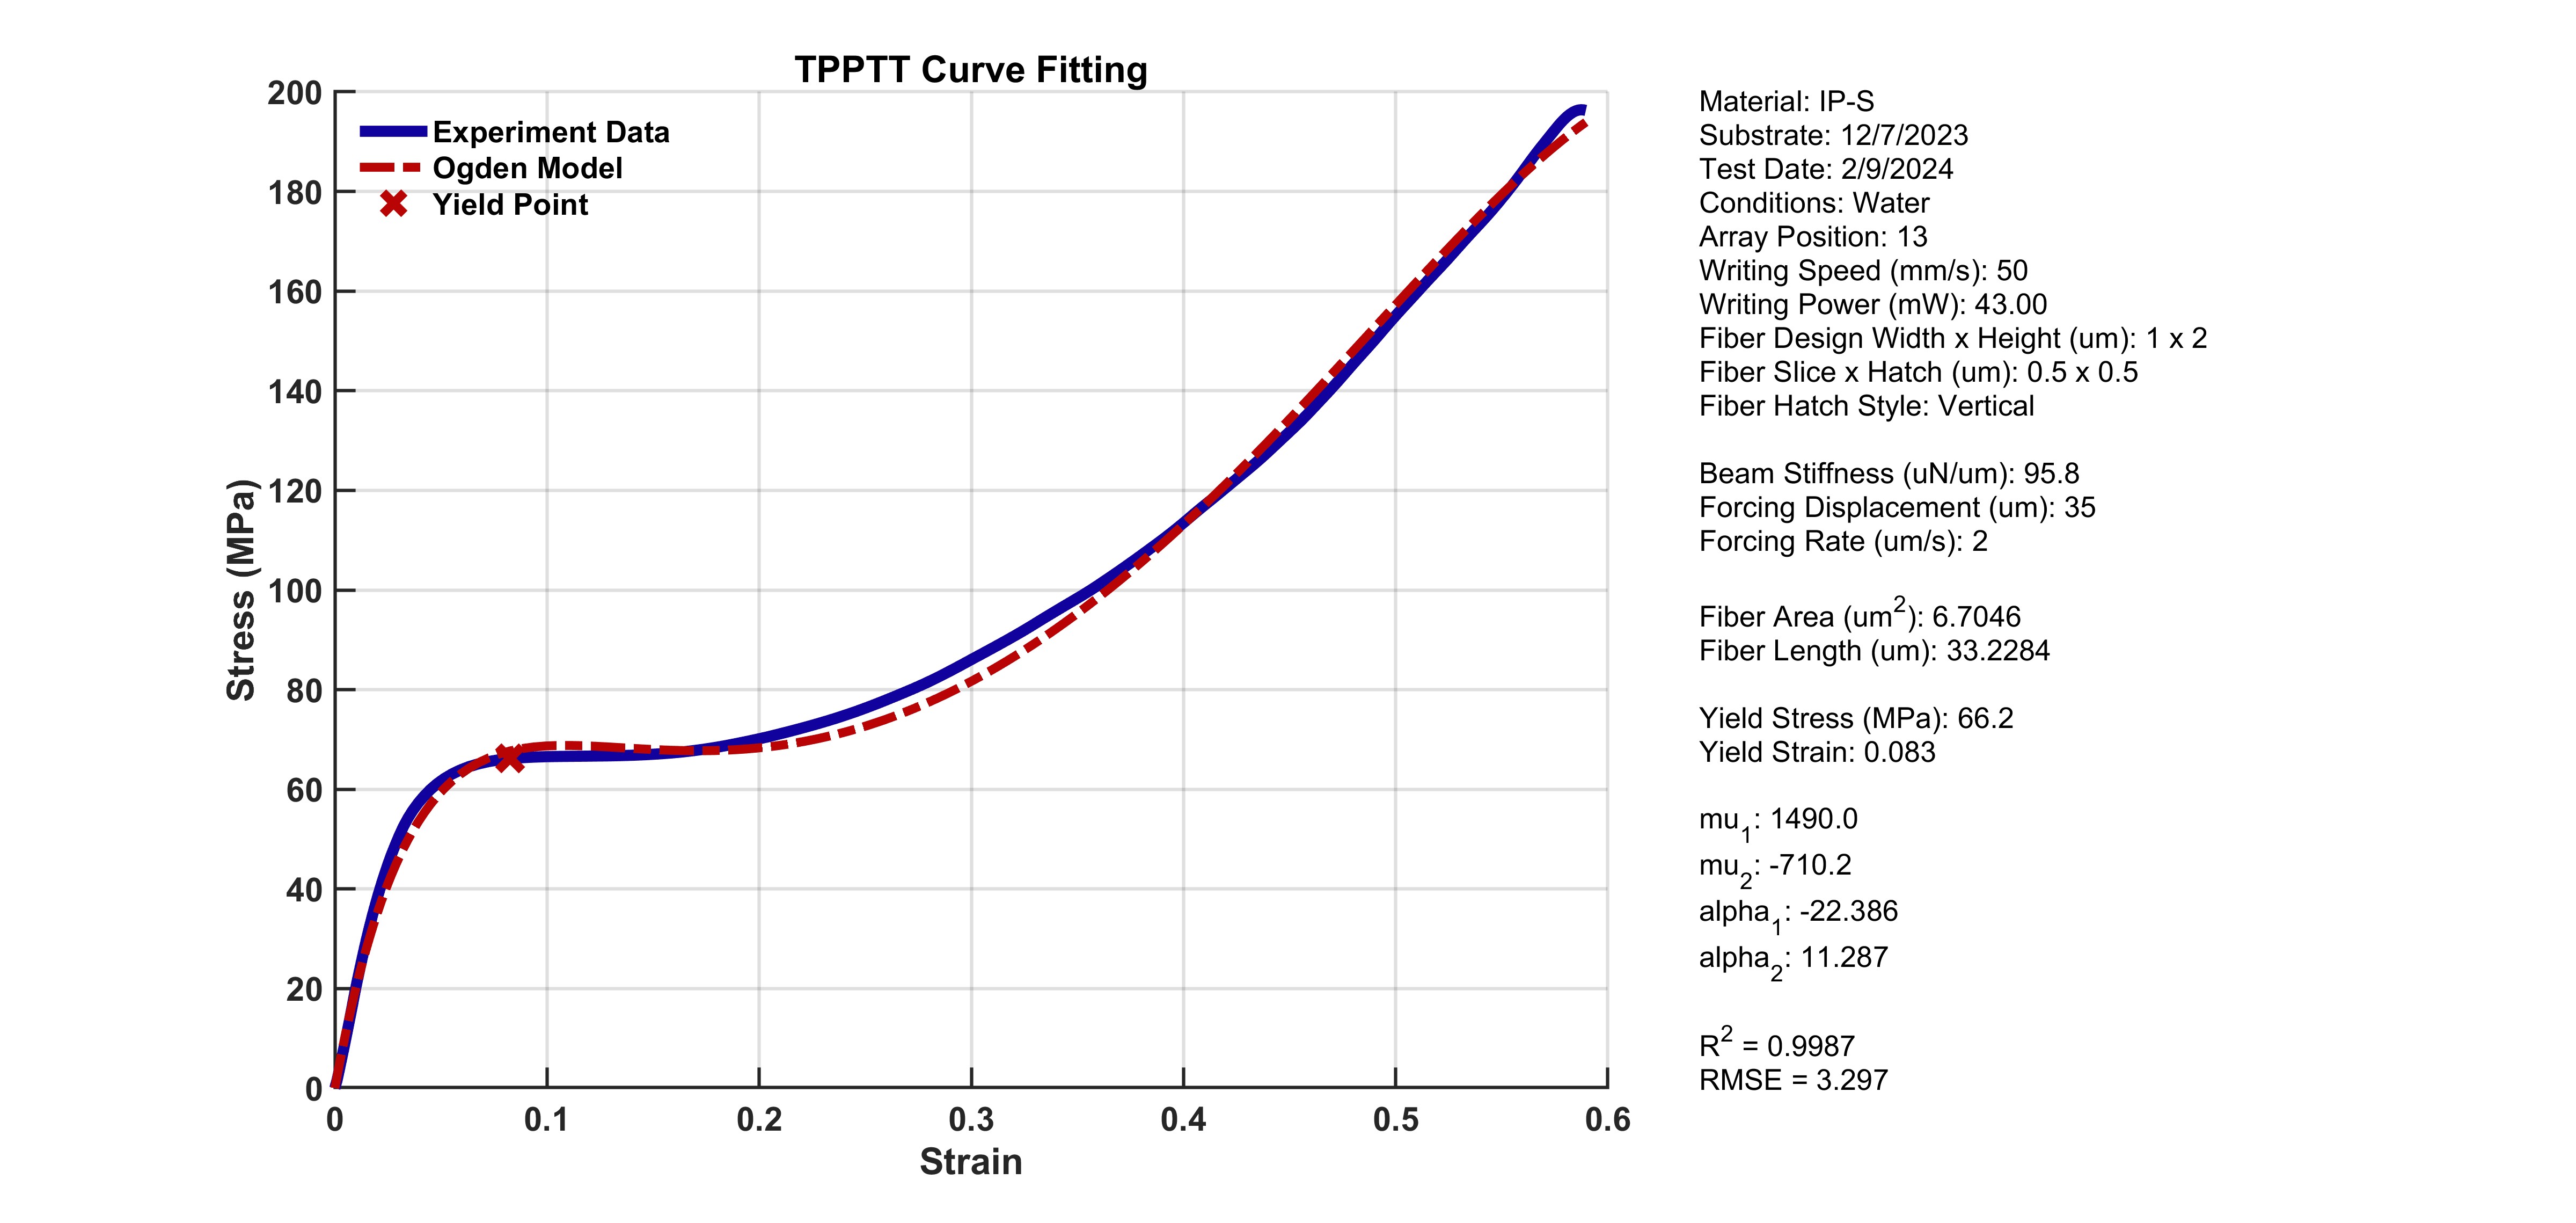 TPPTT Curve Fitting
200
180
160
140
120
100
80
60
40
20
0
Stress (MPa)
Experiment Data
Ogden Model
Yield Point
0 0.1 0.2 0.3 0.4 0.5 0.6
Strain
Material: IP-S
Substrate: 12/7/2023
Test Date: 2/9/2024
Conditions: Water
Array Position: 13
Writing Speed (mm/s): 50
Writing Power (mW): 43.00
Fiber Design Width x Height (um): 1 x 2
Fiber Slice x Hatch (um): 0.5 x 0.5
Fiber Hatch Style: Vertical
Beam Stiffness (uN/um): 95.8
Forcing Displacement (um): 35
Forcing Rate (um/s): 2
Fiber Area (um²): 6.7046
Fiber Length (um): 33.2284
Yield Stress (MPa): 66.2
Yield Strain: 0.083
mu₁: 1490.0
mu₂: -710.2
alpha₁: -22.386
alpha₂: 11.287
R² = 0.9987
RMSE = 3.297